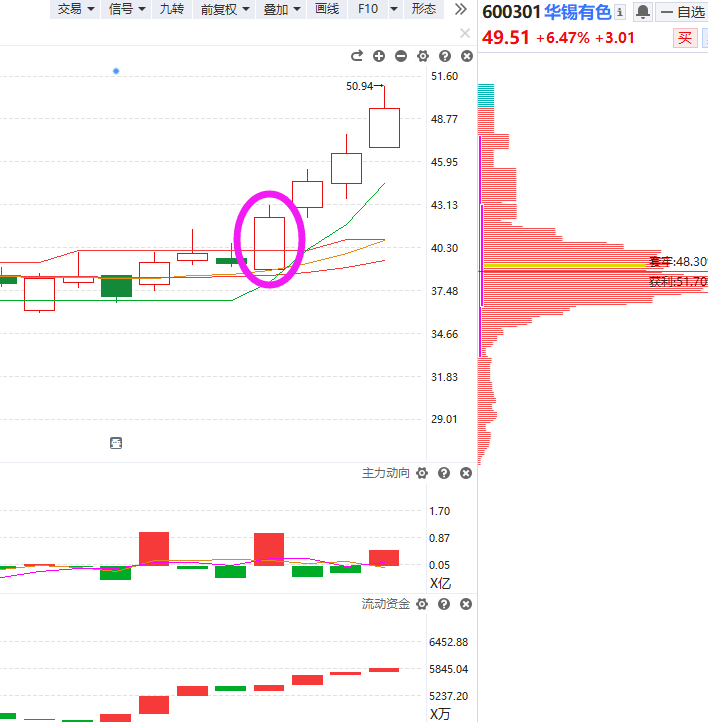 交易 信号 九转 前复权 叠加 画线 F10 形态
600301 华锡有色 自选
49.51 +6.47% +3.01 买
50.94
51.60
48.77
45.95
43.13
40.30
37.48
34.66
31.83
29.01
套牢:48.30
获利:51.70
主力动向
1.70
0.87
0.05
X亿
流动资金
6452.88
5845.04
5237.20
X万